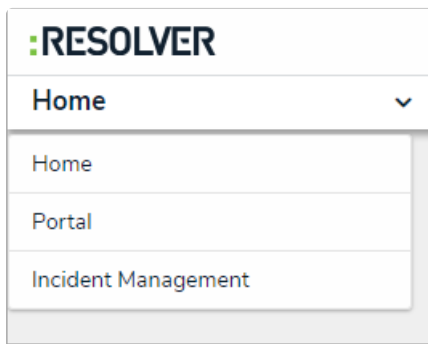 :RESOLVER
Home
Home
Portal
Incident Management